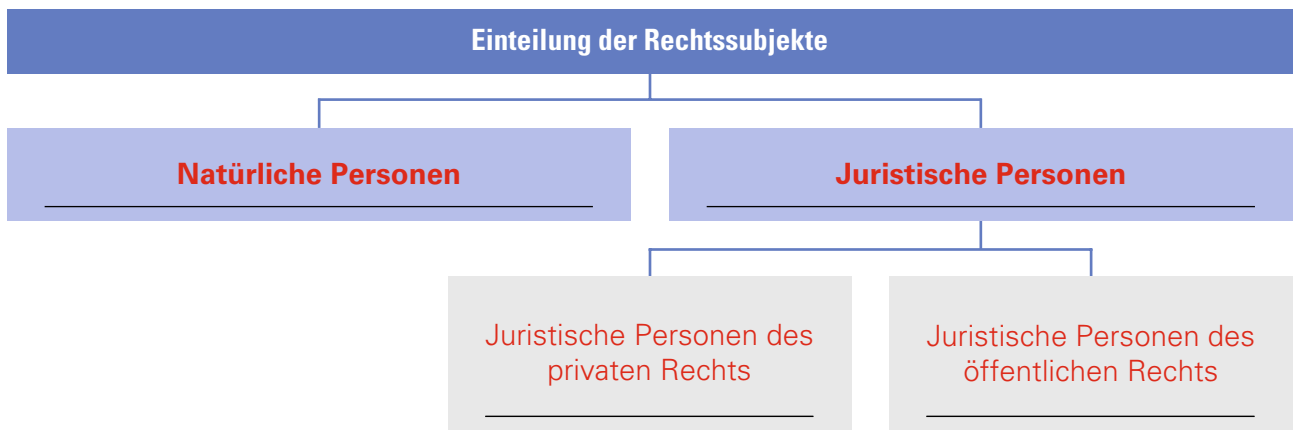 Einteilung der Rechtssubjekte
Natürliche Personen
Juristische Personen
Juristische Personen des
privaten Rechts
Juristische Personen des
öffentlichen Rechts